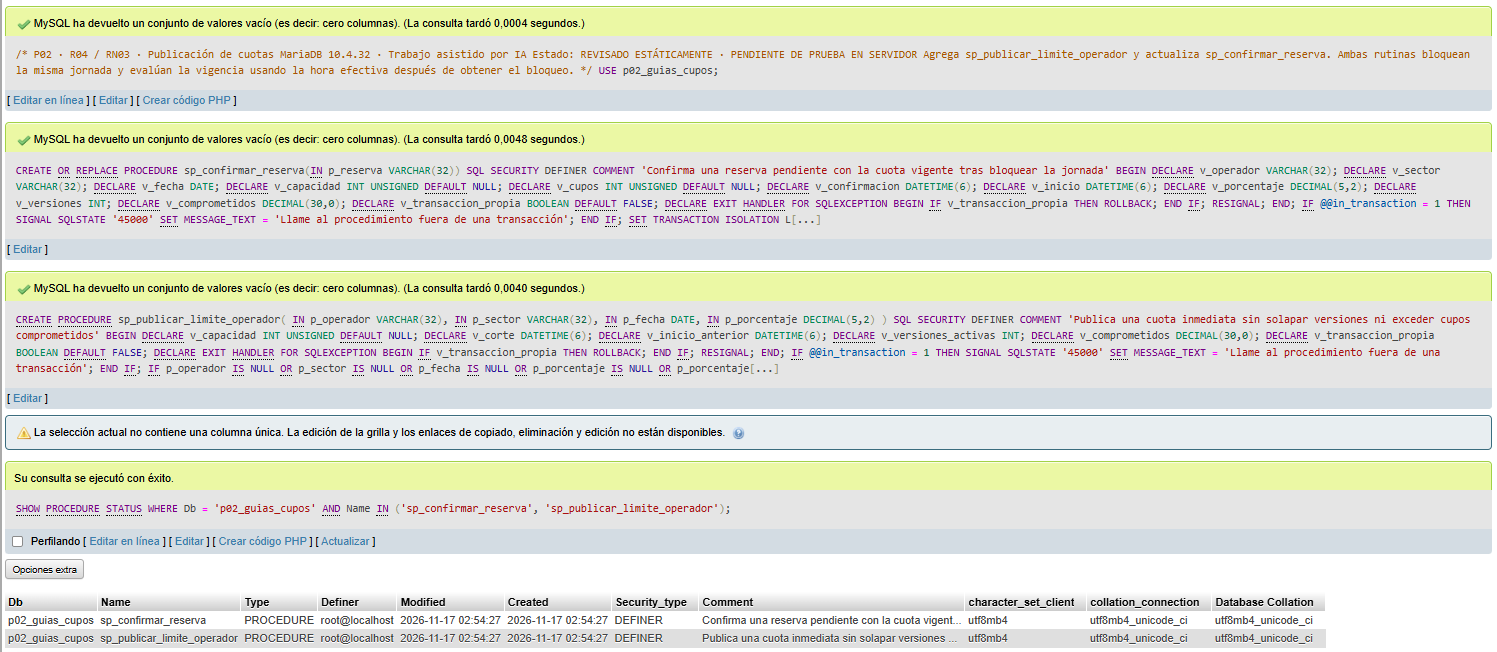 MySQL ha devuelto un conjunto de valores vacío (es decir: cero columnas). (La consulta tardó 0,0004 segundos.)
/* P02 · R04 / RN03 · Publicación de cuotas MariaDB 10.4.32 · Trabajo asistido por IA Estado: REVISADO ESTÁTICAMENTE · PENDIENTE DE PRUEBA EN SERVIDOR Agrega sp_publicar_limite_operador y actualiza sp_confirmar_reserva. Ambas rutinas bloquean
la misma jornada y evalúan la vigencia usando la hora efectiva después de obtener el bloqueo. */ USE p02_guias_cupos;
[ Editar en línea ] [ Editar ] [ Crear código PHP ]
MySQL ha devuelto un conjunto de valores vacío (es decir: cero columnas). (La consulta tardó 0,0048 segundos.)
CREATE OR REPLACE PROCEDURE sp_confirmar_reserva(IN p_reserva VARCHAR(32)) SQL SECURITY DEFINER COMMENT 'Confirma una reserva pendiente con la cuota vigente tras bloquear la jornada' BEGIN DECLARE v_operador VARCHAR(32); DECLARE v_sector
VARCHAR(32); DECLARE v_fecha DATE; DECLARE v_capacidad INT UNSIGNED DEFAULT NULL; DECLARE v_cupos INT UNSIGNED DEFAULT NULL; DECLARE v_confirmacion DATETIME(6); DECLARE v_inicio DATETIME(6); DECLARE v_porcentaje DECIMAL(5,2); DECLARE
v_versiones INT; DECLARE v_comprometidos DECIMAL(30,0); DECLARE v_transaccion_propia BOOLEAN DEFAULT FALSE; DECLARE EXIT HANDLER FOR SQLEXCEPTION BEGIN IF v_transaccion_propia THEN ROLLBACK; END IF; RESIGNAL; END; IF @@in_transaction = 1 THEN
SIGNAL SQLSTATE '45000' SET MESSAGE_TEXT = 'Llame al procedimiento fuera de una transacción'; END IF; SET TRANSACTION ISOLATION L[...]
[ Editar ]
MySQL ha devuelto un conjunto de valores vacío (es decir: cero columnas). (La consulta tardó 0,0040 segundos.)
CREATE PROCEDURE sp_publicar_limite_operador( IN p_operador VARCHAR(32), IN p_sector VARCHAR(32), IN p_fecha DATE, IN p_porcentaje DECIMAL(5,2) ) SQL SECURITY DEFINER COMMENT 'Publica una cuota inmediata sin solapar versiones ni exceder cupos
comprometidos' BEGIN DECLARE v_capacidad INT UNSIGNED DEFAULT NULL; DECLARE v_corte DATETIME(6); DECLARE v_inicio_anterior DATETIME(6); DECLARE v_versiones_activas INT; DECLARE v_comprometidos DECIMAL(30,0); DECLARE v_transaccion_propia
BOOLEAN DEFAULT FALSE; DECLARE EXIT HANDLER FOR SQLEXCEPTION BEGIN IF v_transaccion_propia THEN ROLLBACK; END IF; RESIGNAL; END; IF @@in_transaction = 1 THEN SIGNAL SQLSTATE '45000' SET MESSAGE_TEXT = 'Llame al procedimiento fuera de una
transacción'; END IF; IF p_operador IS NULL OR p_sector IS NULL OR p_fecha IS NULL OR p_porcentaje IS NULL OR p_porcentaje[...]
[ Editar ]
La selección actual no contiene una columna única. La edición de la grilla y los enlaces de copiado, eliminación y edición no están disponibles.
Su consulta se ejecutó con éxito.
SHOW PROCEDURE STATUS WHERE Db = 'p02_guias_cupos' AND Name IN ('sp_confirmar_reserva', 'sp_publicar_limite_operador');
Perfilando [ Editar en línea ] [ Editar ] [ Crear código PHP ] [ Actualizar ]
Opciones extra
Db Name Type Definer Modified Created Security_type Comment character_set_client collation_connection Database Collation
p02_guias_cupos sp_confirmar_reserva PROCEDURE root@localhost 2026-11-17 02:54:27 2026-11-17 02:54:27 DEFINER Confirma una reserva pendiente con la cuota vigent... utf8mb4 utf8mb4_unicode_ci utf8mb4_unicode_ci
p02_guias_cupos sp_publicar_limite_operador PROCEDURE root@localhost 2026-11-17 02:54:27 2026-11-17 02:54:27 DEFINER Publica una cuota inmediata sin solapar versiones ... utf8mb4 utf8mb4_unicode_ci utf8mb4_unicode_ci